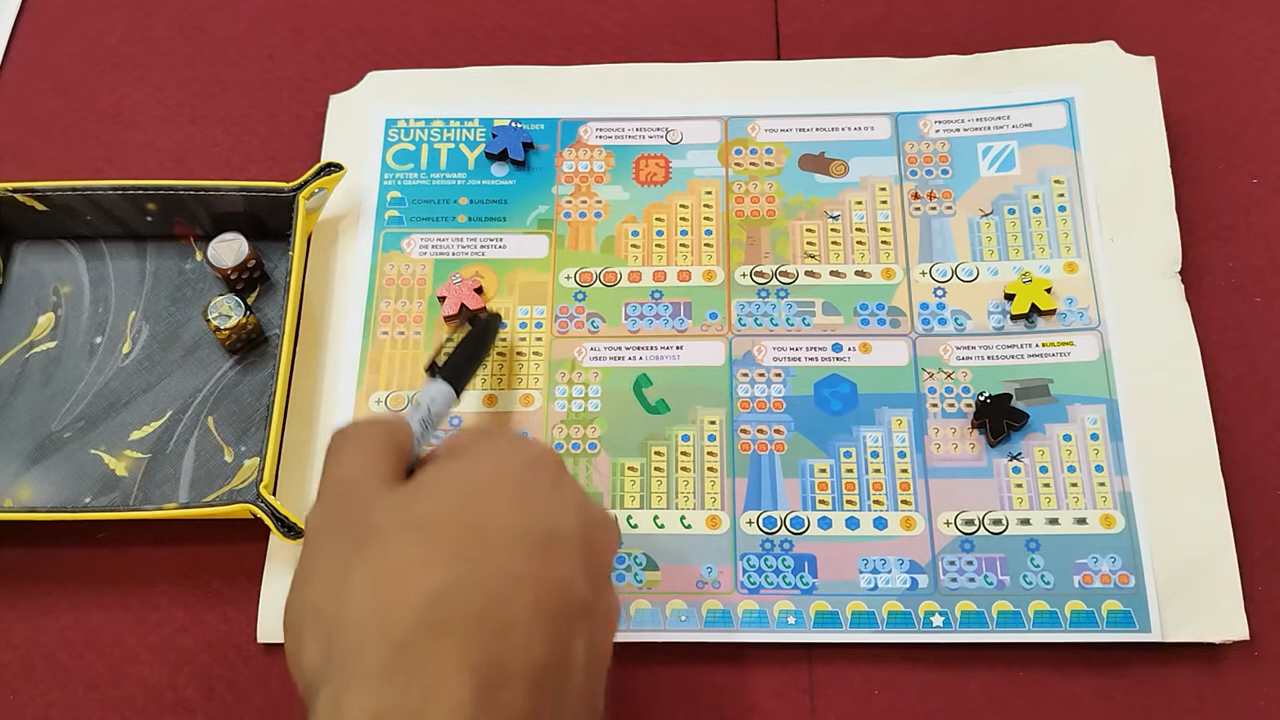 SUNSHINE
CITY
BY PETER C. HAYWARD
ART & GRAPHIC DESIGN BY JON MERCHANT
COMPLETE 4 BUILDINGS
COMPLETE 7 BUILDINGS
YOU MAY USE THE LOWER
DIE RESULT TWICE INSTEAD
OF USING BOTH DICE
PRODUCE +1 RESOURCE
FROM DISTRICTS WITH
YOU MAY TREAT ROLLED 6'S AS 0'S
PRODUCE +1 RESOURCE
IF YOUR WORKER ISN'T ALONE
ALL YOUR WORKERS MAY BE
USED HERE AS A LOBBYIST
YOU MAY SPEND AS
OUTSIDE THIS DISTRICT
WHEN YOU COMPLETE A BUILDING,
GAIN ITS RESOURCE IMMEDIATELY